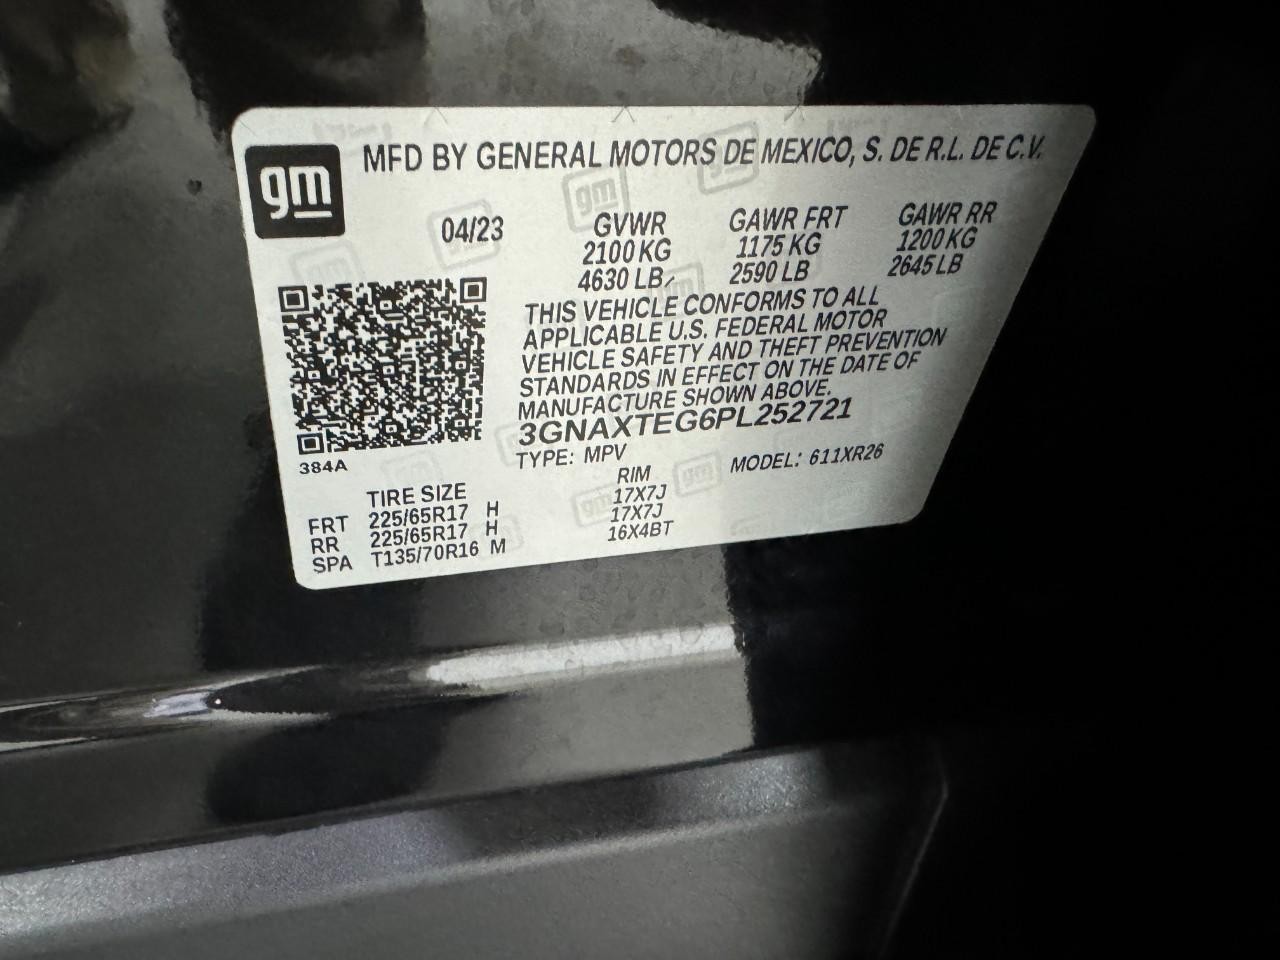 gm
MFD BY GENERAL MOTORS DE MEXICO, S. DE R.L. DE C.V.
04/23 GVWR GAWR FRT GAWR RR
2100 KG 1175 KG 1200 KG
4630 LB 2590 LB 2645 LB
THIS VEHICLE CONFORMS TO ALL
APPLICABLE U.S. FEDERAL MOTOR
VEHICLE SAFETY AND THEFT PREVENTION
STANDARDS IN EFFECT ON THE DATE OF
MANUFACTURE SHOWN ABOVE.
3GNAXTEG6PL252721
TYPE: MPV MODEL: 611XR26
384A
TIRE SIZE RIM
FRT 225/65R17 H 17X7J
RR 225/65R17 H 17X7J
SPA T135/70R16 M 16X4BT